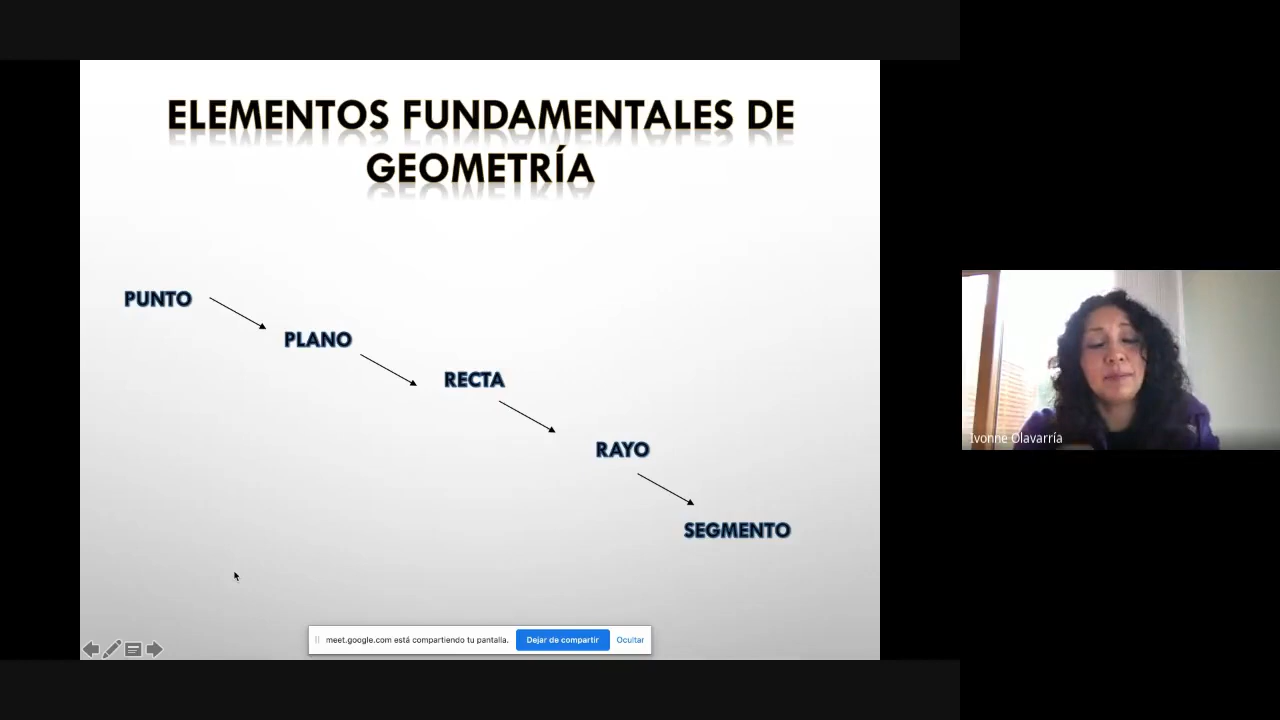 ELEMENTOS FUNDAMENTALES DE
GEOMETRÍA
PUNTO
PLANO
RECTA
RAYO
SEGMENTO
Ivonne Olavarría
meet.google.com está compartiendo tu pantalla.
Dejar de compartir
Ocultar